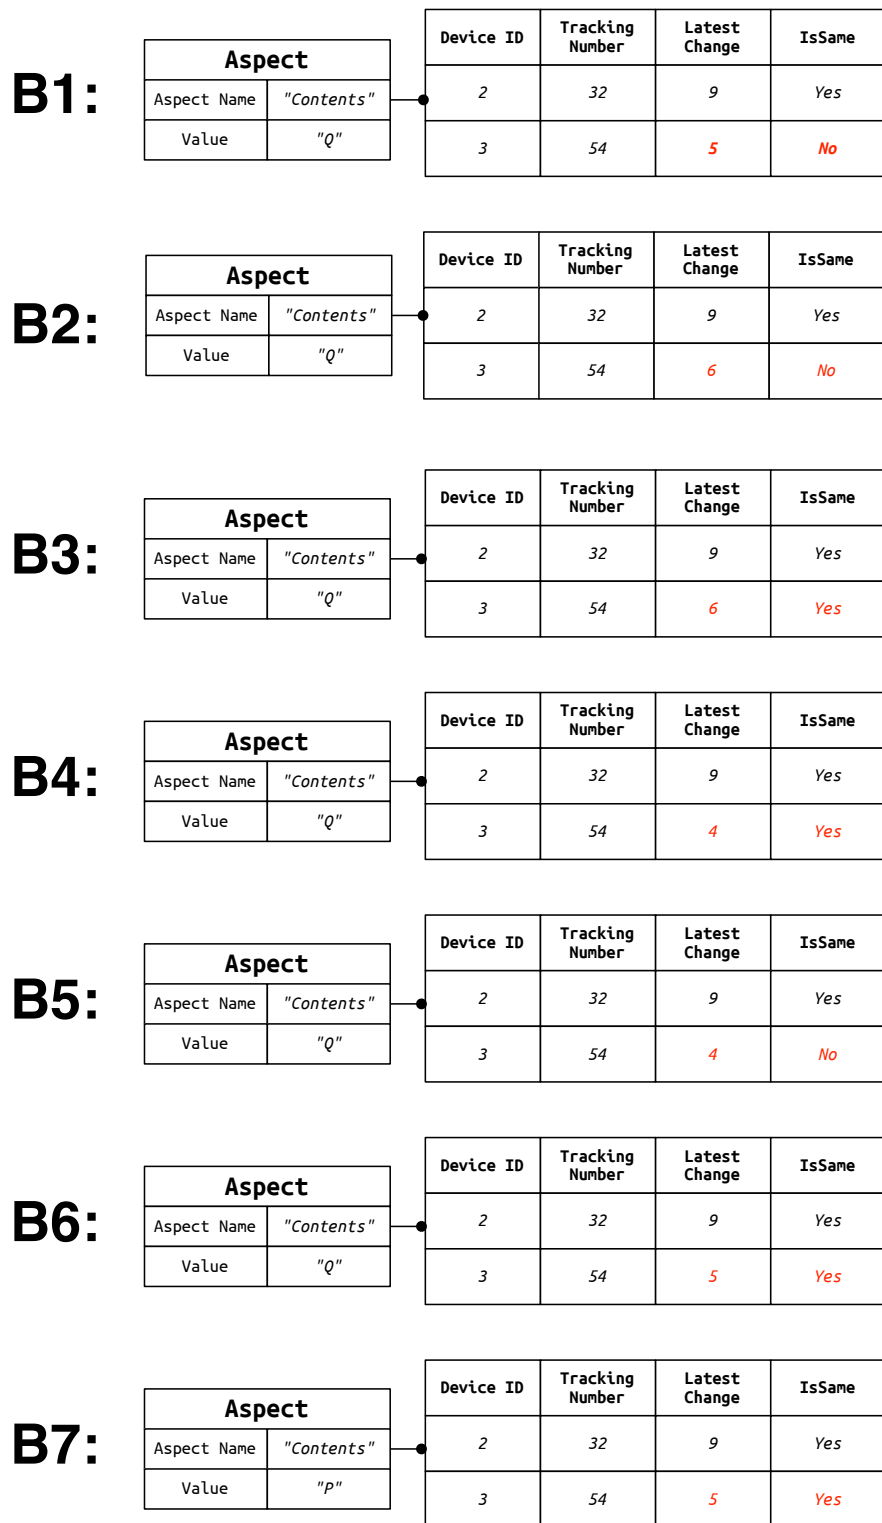 B1:
Aspect
Aspect Name "Contents"
Value "Q"
Device ID Tracking Number Latest Change IsSame
2 32 9 Yes
3 54 5 No
B2:
Aspect
Aspect Name "Contents"
Value "Q"
Device ID Tracking Number Latest Change IsSame
2 32 9 Yes
3 54 6 No
B3:
Aspect
Aspect Name "Contents"
Value "Q"
Device ID Tracking Number Latest Change IsSame
2 32 9 Yes
3 54 6 Yes
B4:
Aspect
Aspect Name "Contents"
Value "Q"
Device ID Tracking Number Latest Change IsSame
2 32 9 Yes
3 54 4 Yes
B5:
Aspect
Aspect Name "Contents"
Value "Q"
Device ID Tracking Number Latest Change IsSame
2 32 9 Yes
3 54 4 No
B6:
Aspect
Aspect Name "Contents"
Value "Q"
Device ID Tracking Number Latest Change IsSame
2 32 9 Yes
3 54 5 Yes
B7:
Aspect
Aspect Name "Contents"
Value "P"
Device ID Tracking Number Latest Change IsSame
2 32 9 Yes
3 54 5 Yes